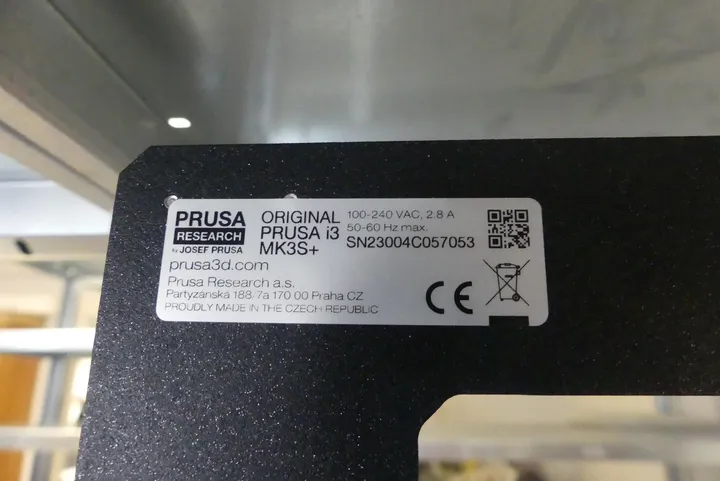 PRUSA
RESEARCH
by JOSEF PRUSA
ORIGINAL
PRUSA i3
MK3S+
100-240 VAC, 2.8 A
50-60 Hz max.
SN23004C057053
prusa3d.com
Prusa Research a.s.
Partyzánská 188/7a 170 00 Praha CZ
PROUDLY MADE IN THE CZECH REPUBLIC
CE